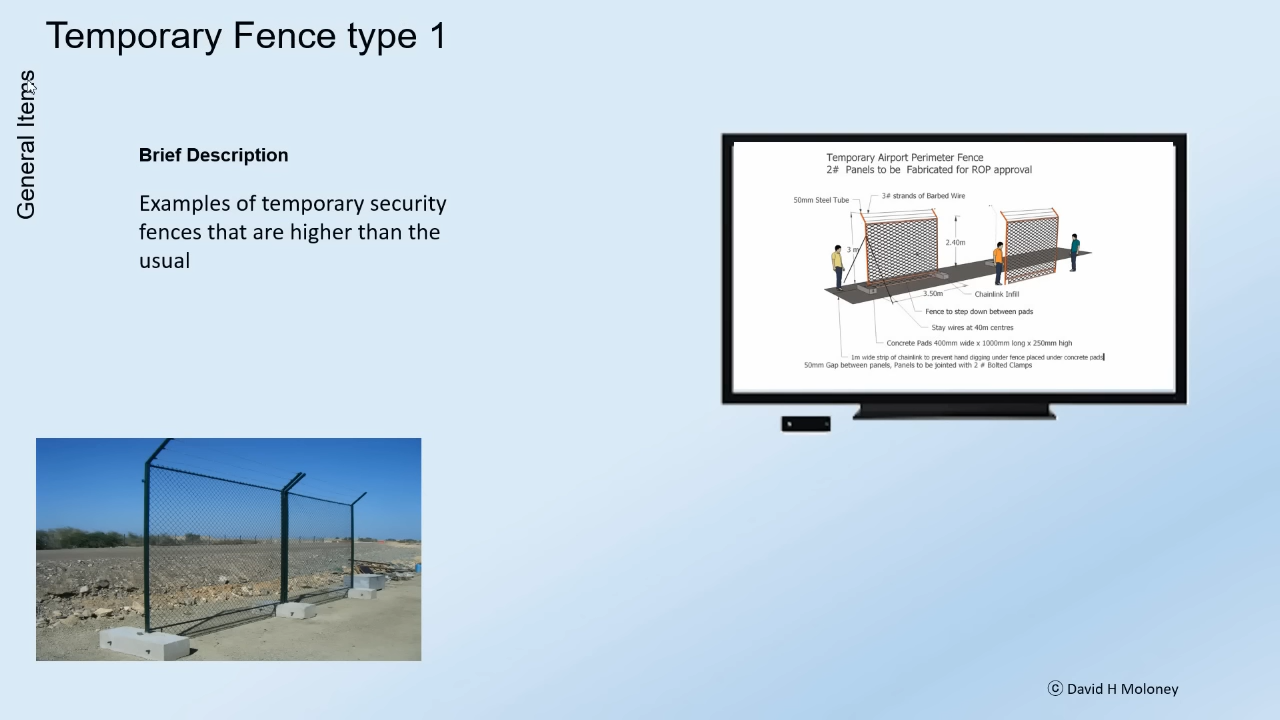 Temporary Fence type 1
General Items
Brief Description
Examples of temporary security
fences that are higher than the
usual
Temporary Airport Perimeter Fence
2# Panels to be Fabricated for ROP approval
50mm Steel Tube
3# strands of Barbed Wire
3 m
2.40m
3.50m
Chainlink Infill
Fence to step down between pads
Stay wires at 40m centres
Concrete Pads 400mm wide x 1000mm long x 250mm high
1m wide strip of chainlink to prevent hand digging under fence placed under concrete pads
50mm Gap between panels, Panels to be jointed with 2 # Bolted Clamps
© David H Moloney